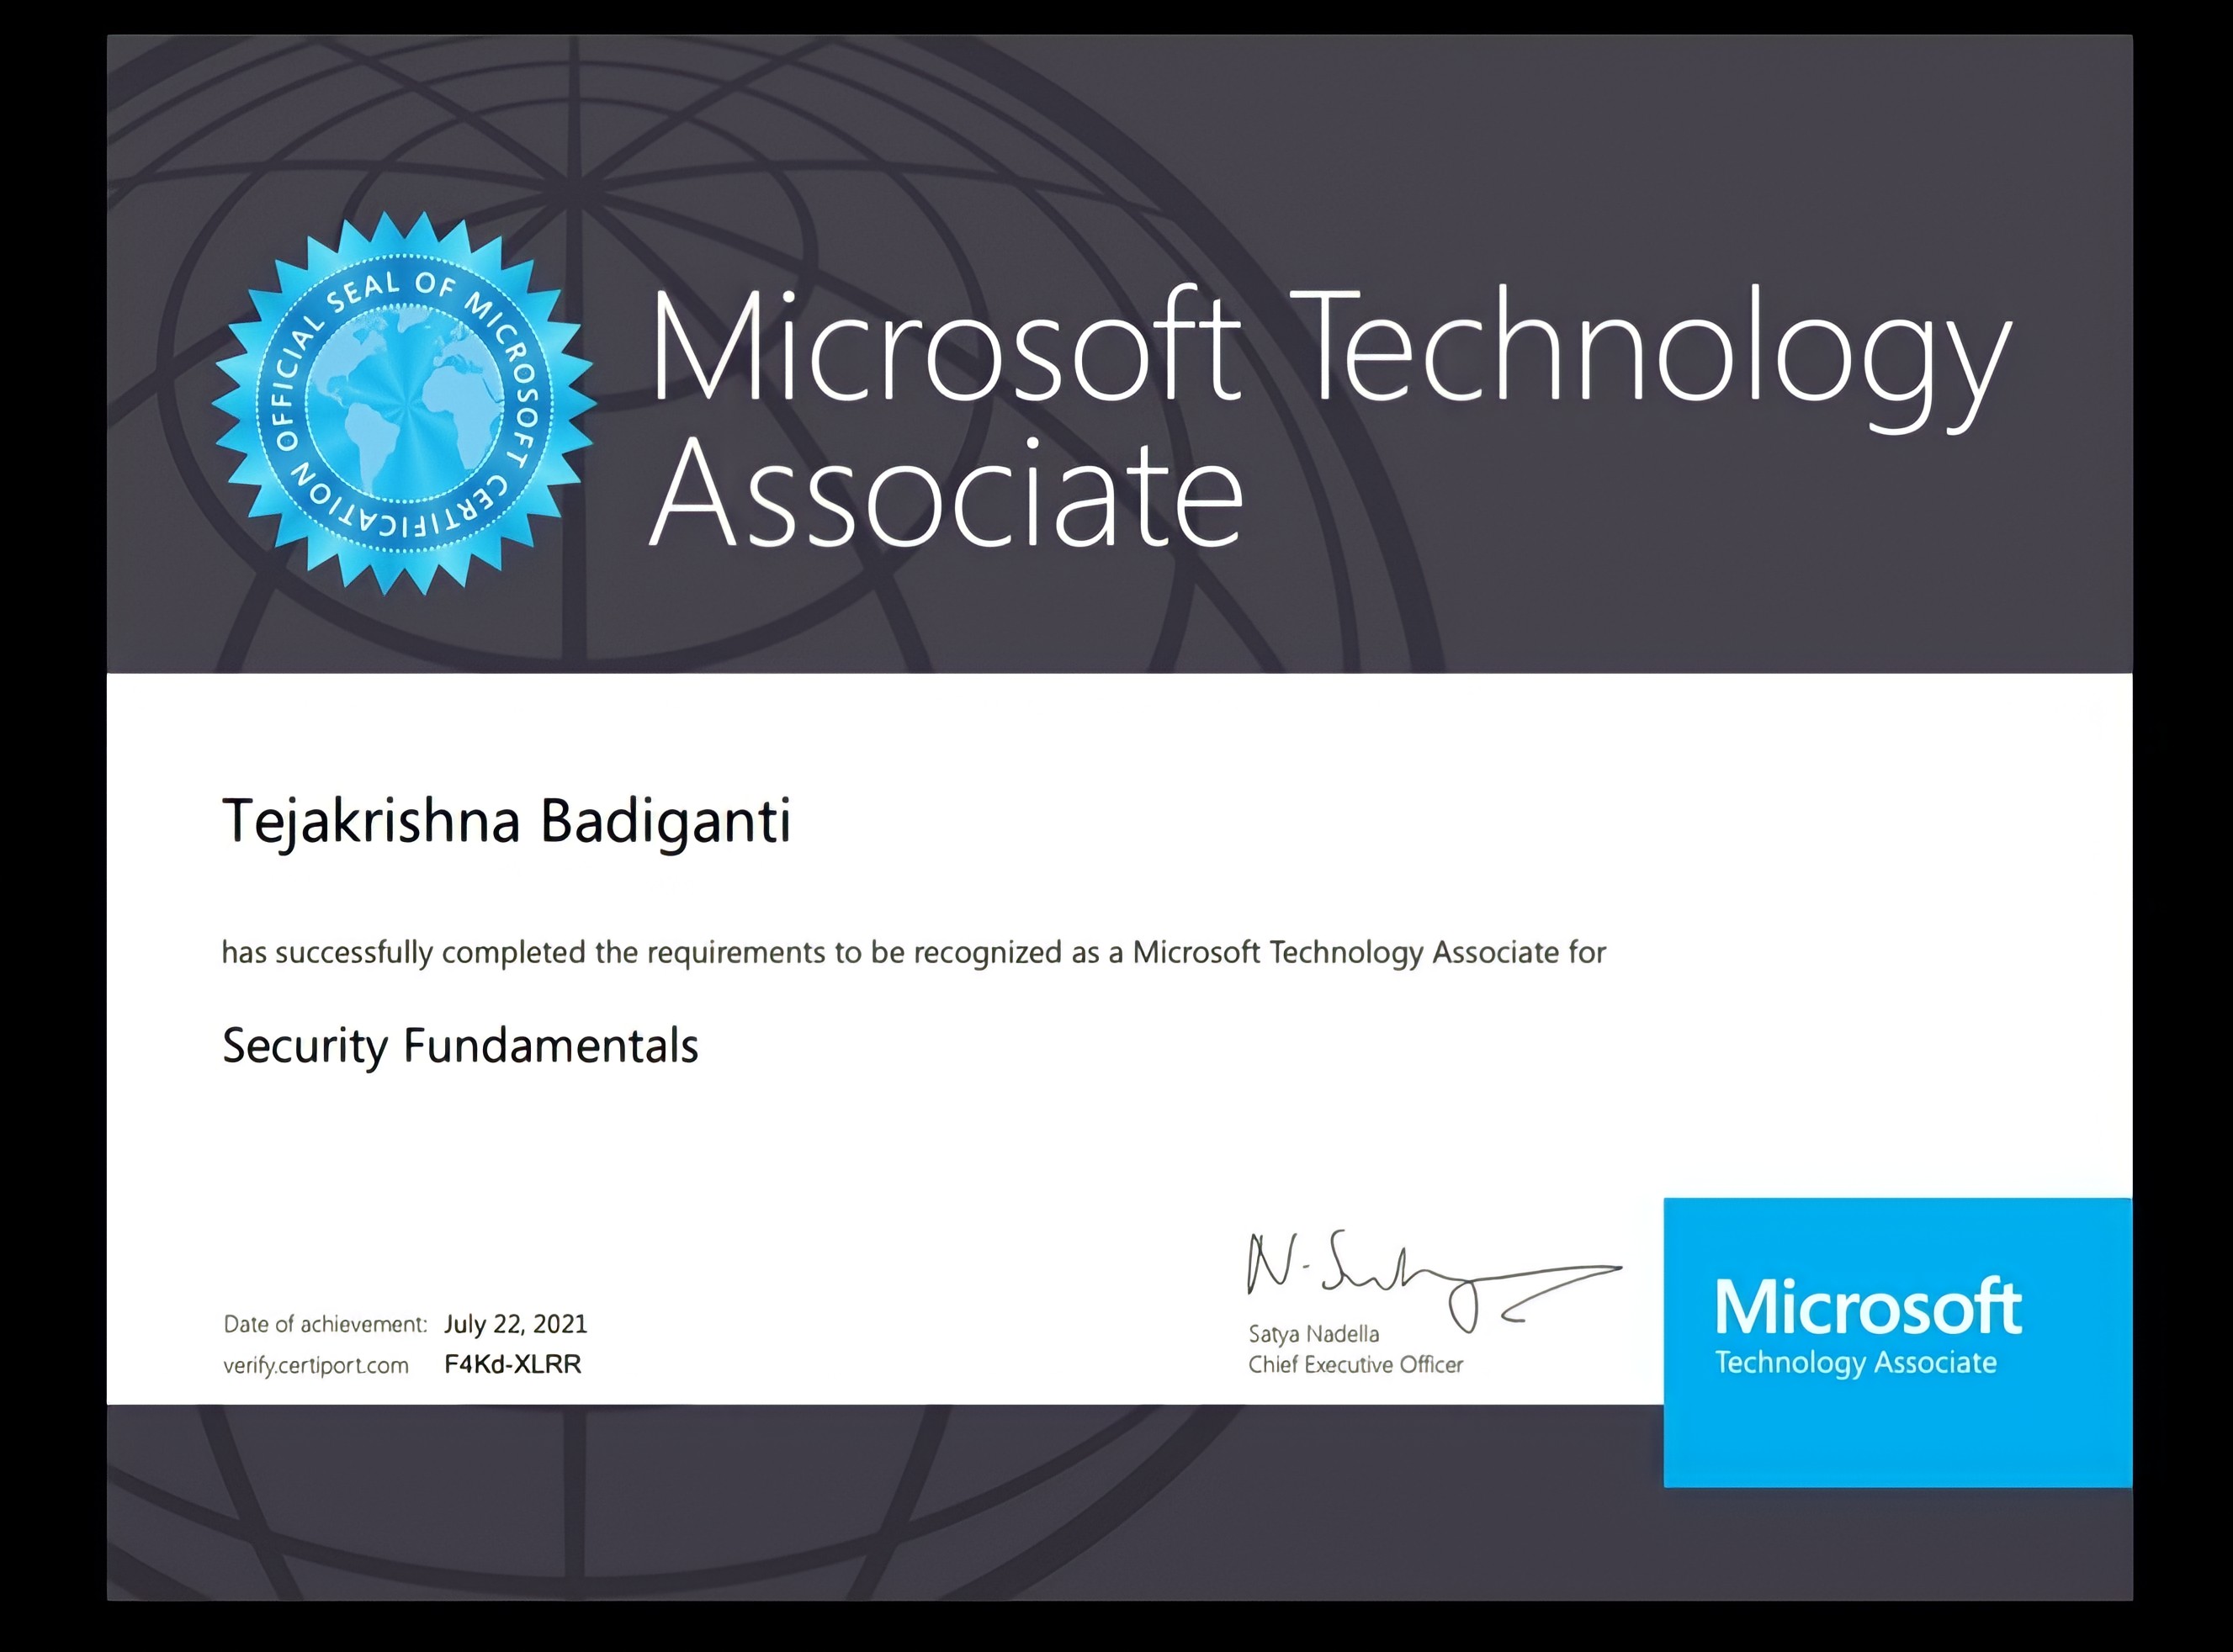 OFFICIAL SEAL OF MICROSOFT CERTIFICATION
Microsoft Technology
Associate
Tejakrishna Badiganti
has successfully completed the requirements to be recognized as a Microsoft Technology Associate for
Security Fundamentals
Date of achievement: July 22, 2021
verify.certiport.com F4Kd-XLRR
Satya Nadella
Chief Executive Officer
Microsoft
Technology Associate